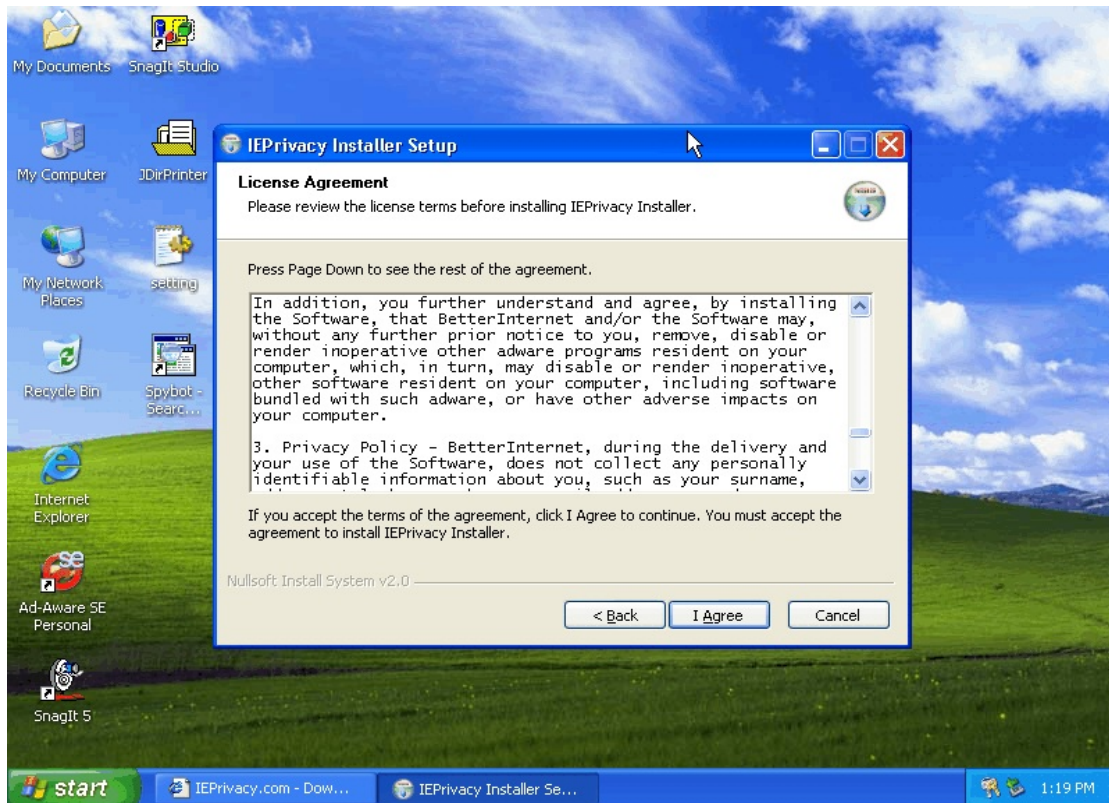 My Documents
SnagIt Studio
My Computer
JDirPrinter
My Network
Places
setting
Recycle Bin
Spybot -
Searc...
Internet
Explorer
Ad-Aware SE
Personal
SnagIt 5
IEPrivacy Installer Setup
License Agreement
Please review the license terms before installing IEPrivacy Installer.
Press Page Down to see the rest of the agreement.
In addition, you further understand and agree, by installing
the Software, that BetterInternet and/or the Software may,
without any further prior notice to you, remove, disable or
render inoperative other adware programs resident on your
computer, which, in turn, may disable or render inoperative,
other software resident on your computer, including software
bundled with such adware, or have other adverse impacts on
your computer.
3. Privacy Policy - BetterInternet, during the delivery and
your use of the Software, does not collect any personally
identifiable information about you, such as your surname,
If you accept the terms of the agreement, click I Agree to continue. You must accept the
agreement to install IEPrivacy Installer.
Nullsoft Install System v2.0
< Back
I Agree
Cancel
start
IEPrivacy.com - Dow...
IEPrivacy Installer Se...
1:19 PM